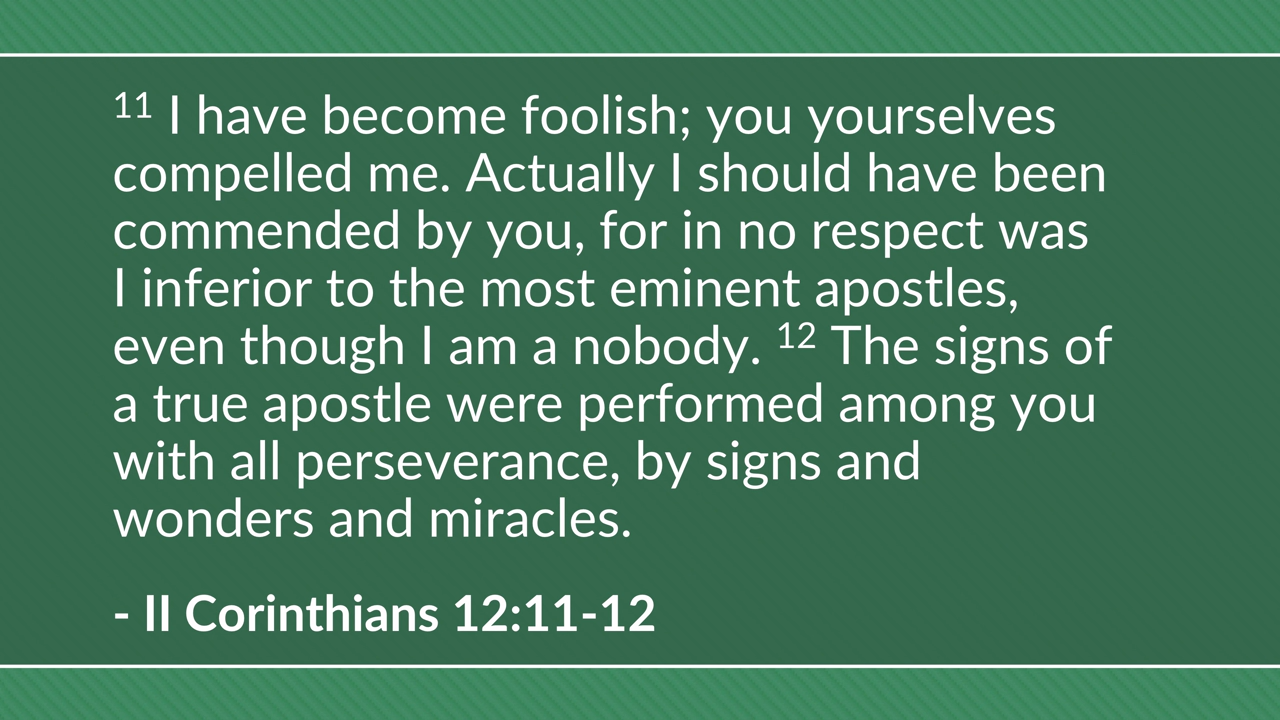 11 I have become foolish; you yourselves
compelled me. Actually I should have been
commended by you, for in no respect was
I inferior to the most eminent apostles,
even though I am a nobody. 12 The signs of
a true apostle were performed among you
with all perseverance, by signs and
wonders and miracles.
- II Corinthians 12:11-12